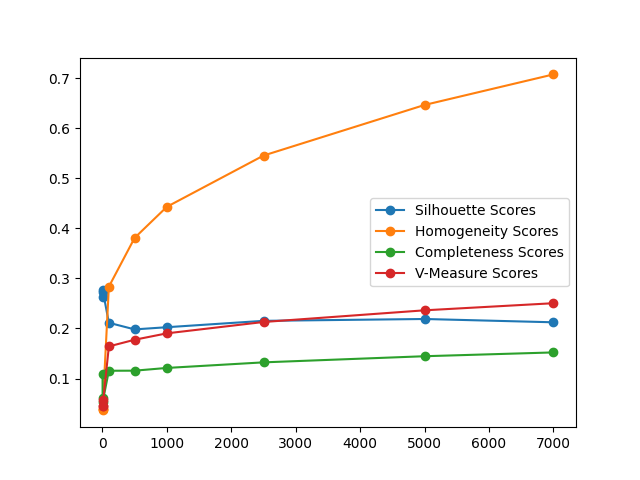 0.7
0.6
0.5
0.4
0.3
0.2
0.1
Silhouette Scores
Homogeneity Scores
Completeness Scores
V-Measure Scores
0 1000 2000 3000 4000 5000 6000 7000